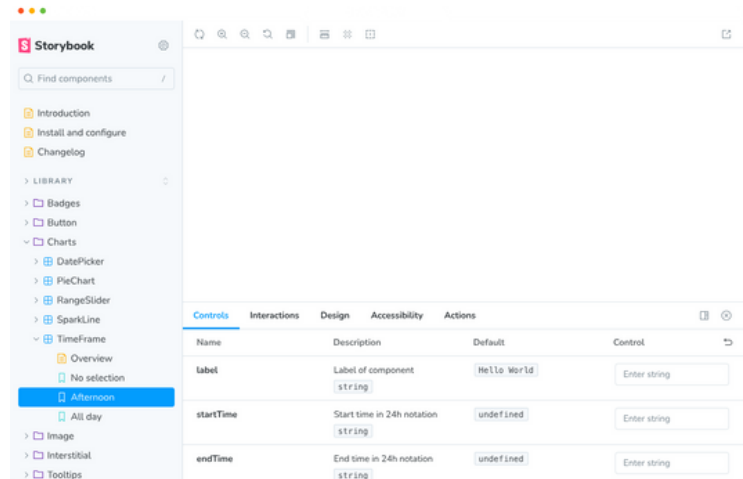 Storybook
Find components /
Introduction
Install and configure
Changelog
LIBRARY
Badges
Button
Charts
DatePicker
PieChart
RangeSlider
SparkLine
TimeFrame
Overview
No selection
Afternoon
All day
Image
Interstitial
Tooltips
Controls Interactions Design Accessibility Actions
Name Description Default Control
label Label of component Hello World Enter string
string
startTime Start time in 24h notation undefined Enter string
string
endTime End time in 24h notation undefined Enter string
string